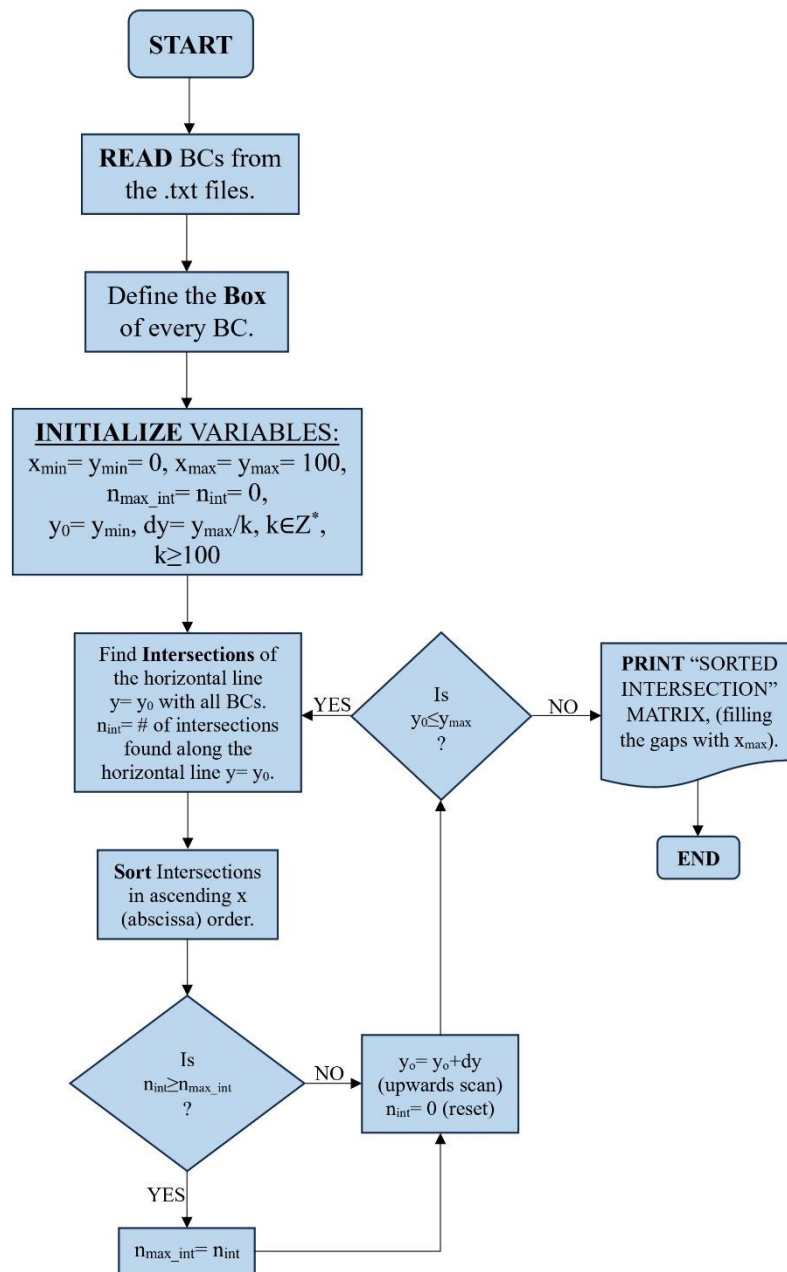 START
READ BCs from
the .txt files.
Define the Box
of every BC.
INITIALIZE VARIABLES:
xmin= ymin= 0, xmax= ymax= 100,
nmax_int= nint= 0,
y0= ymin, dy= ymax/k, k∈Z*,
k≥100
Find Intersections of
the horizontal line
y= y0 with all BCs.
nint= # of intersections
found along the
horizontal line y= y0.
YES
Is
y0≤ymax
?
NO
PRINT “SORTED
INTERSECTION”
MATRIX, (filling
the gaps with xmax).
END
Sort Intersections
in ascending x
(abscissa) order.
Is
nint≥nmax_int
?
NO
yo= yo+dy
(upwards scan)
nint= 0 (reset)
YES
nmax_int= nint